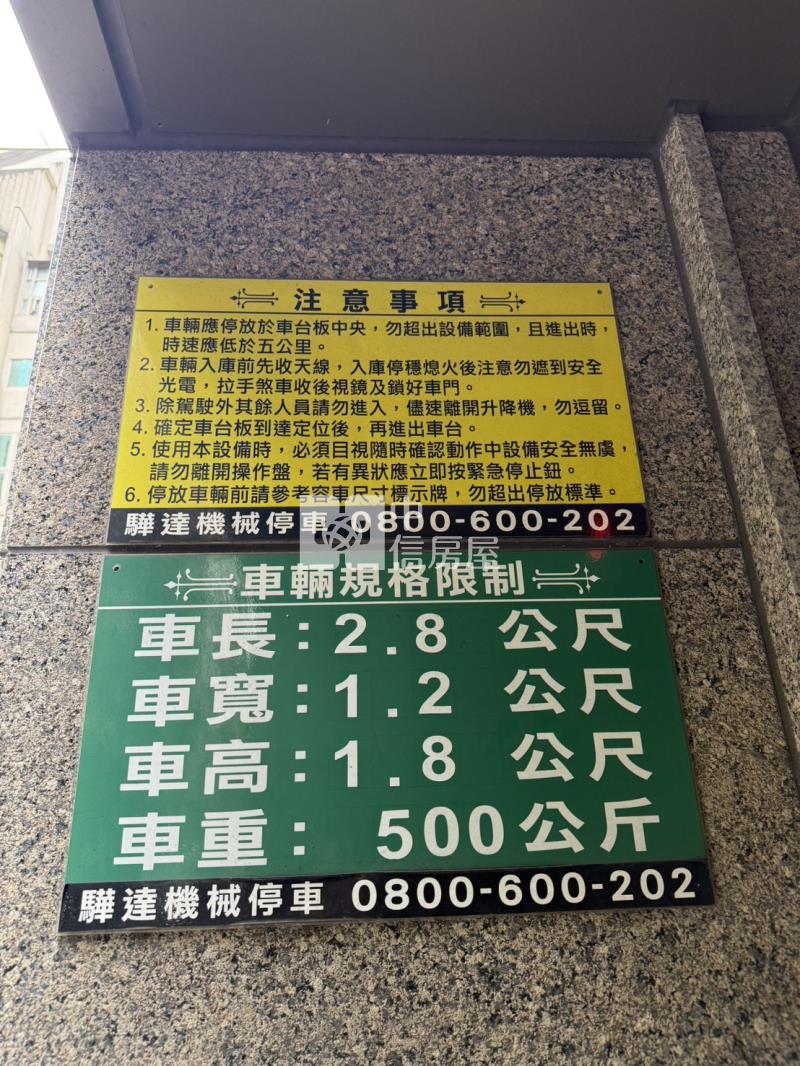 注意事項
1. 車輛應停放於車台板中央，勿超出設備範圍，且進出時，
時速應低於五公里。
2. 車輛入庫前先收天線，入庫停穩熄火後注意勿遮到安全
光電，拉手煞車收後視鏡及鎖好車門。
3. 除駕駛外其餘人員請勿進入，儘速離開升降機，勿逗留。
4. 確定車台板到達定位後，再進出車台。
5. 使用本設備時，必須目視隨時確認動作中設備安全無虞，
請勿離開操作盤，若有異狀應立即按緊急停止鈕。
6. 停放車輛前請參考容車尺寸標示牌，勿超出停放標準。
驊達機械停車 0800-600-202
信房屋
車輛規格限制
車長：2.8 公尺
車寬：1.2 公尺
車高：1.8 公尺
車重： 500公斤
驊達機械停車 0800-600-202